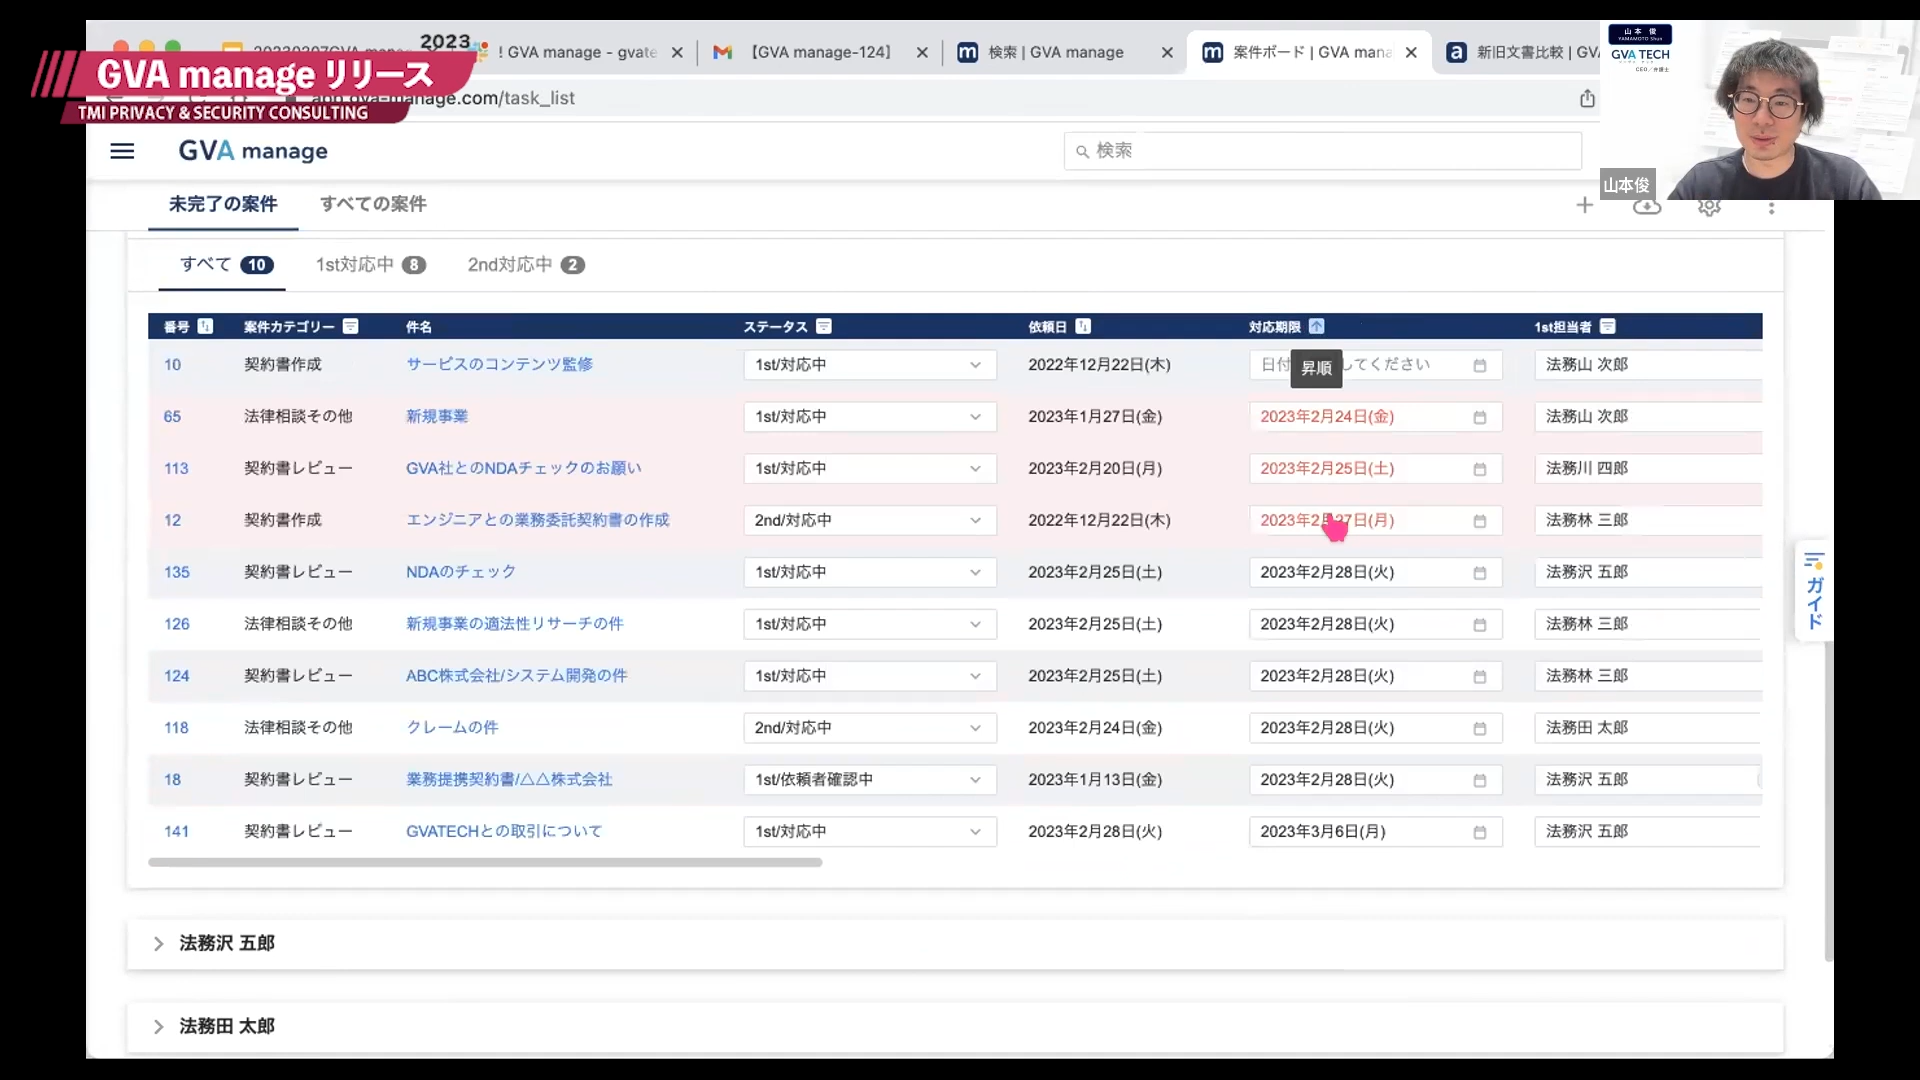 2023
GVA manage リリース
TMI PRIVACY & SECURITY CONSULTING
! GVA manage - gvate
【GVA manage-124】
検索 | GVA manage
案件ボード | GVA mana
新旧文書比較 | GV
app.gva-manage.com/task_list
山本 俊
YAMAMOTO Shun
GVA TECH
CEO／弁護士
山本俊
GVA manage
検索
未完了の案件 すべての案件
すべて 10 1st対応中 8 2nd対応中 2
番号 案件カテゴリー 件名 ステータス 依頼日 対応期限 1st担当者
10 契約書作成 サービスのコンテンツ監修 1st/対応中 2022年12月22日(木) 日付 してください 法務山 次郎
昇順
65 法律相談その他 新規事業 1st/対応中 2023年1月27日(金) 2023年2月24日(金) 法務山 次郎
113 契約書レビュー GVA社とのNDAチェックのお願い 1st/対応中 2023年2月20日(月) 2023年2月25日(土) 法務川 四郎
12 契約書作成 エンジニアとの業務委託契約書の作成 2nd/対応中 2022年12月22日(木) 2023年2月27日(月) 法務林 三郎
135 契約書レビュー NDAのチェック 1st/対応中 2023年2月25日(土) 2023年2月28日(火) 法務沢 五郎
126 法律相談その他 新規事業の適法性リサーチの件 1st/対応中 2023年2月25日(土) 2023年2月28日(火) 法務林 三郎
124 契約書レビュー ABC株式会社/システム開発の件 1st/対応中 2023年2月25日(土) 2023年2月28日(火) 法務林 三郎
118 法律相談その他 クレームの件 2nd/対応中 2023年2月24日(金) 2023年2月28日(火) 法務田 太郎
18 契約書レビュー 業務提携契約書/△△株式会社 1st/依頼者確認中 2023年1月13日(金) 2023年2月28日(火) 法務沢 五郎
141 契約書レビュー GVATECHとの取引について 1st/対応中 2023年2月28日(火) 2023年3月6日(月) 法務沢 五郎
ガイド
法務沢 五郎
法務田 太郎